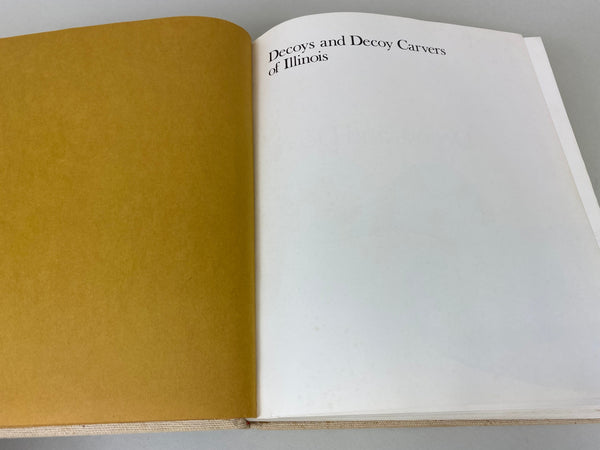 Decoys and Decoy Carvers
of Illinois